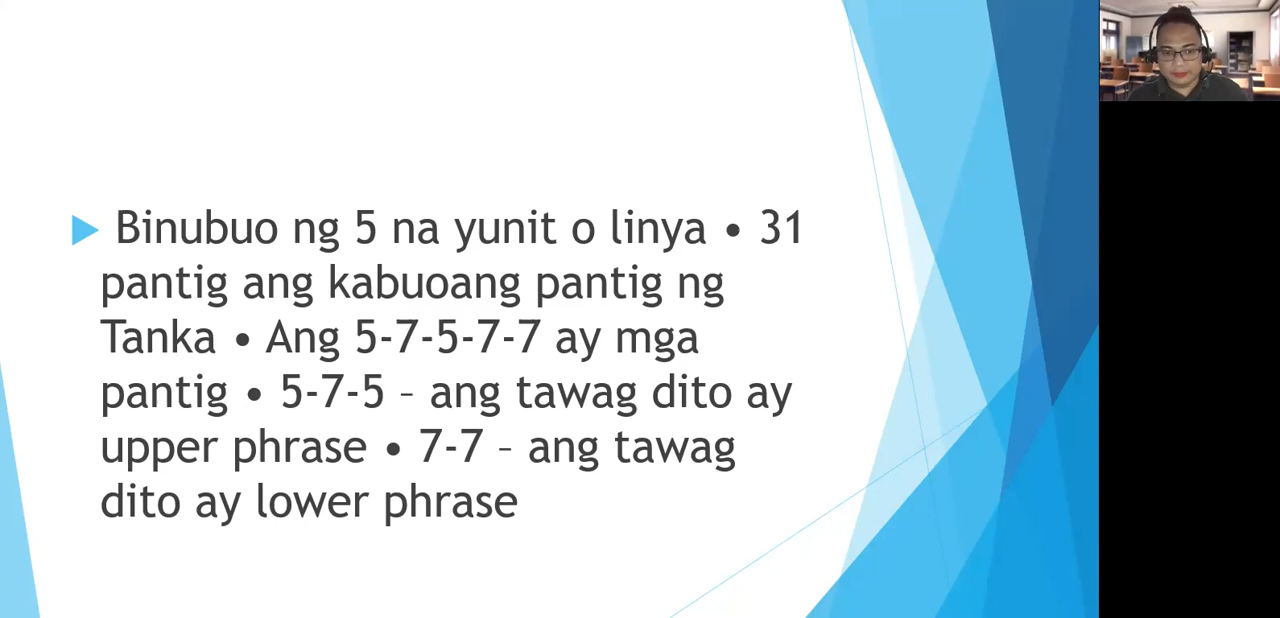 Binubuo ng 5 na yunit o linya • 31
pantig ang kabuoang pantig ng
Tanka • Ang 5-7-5-7-7 ay mga
pantig • 5-7-5 – ang tawag dito ay
upper phrase • 7-7 – ang tawag
dito ay lower phrase